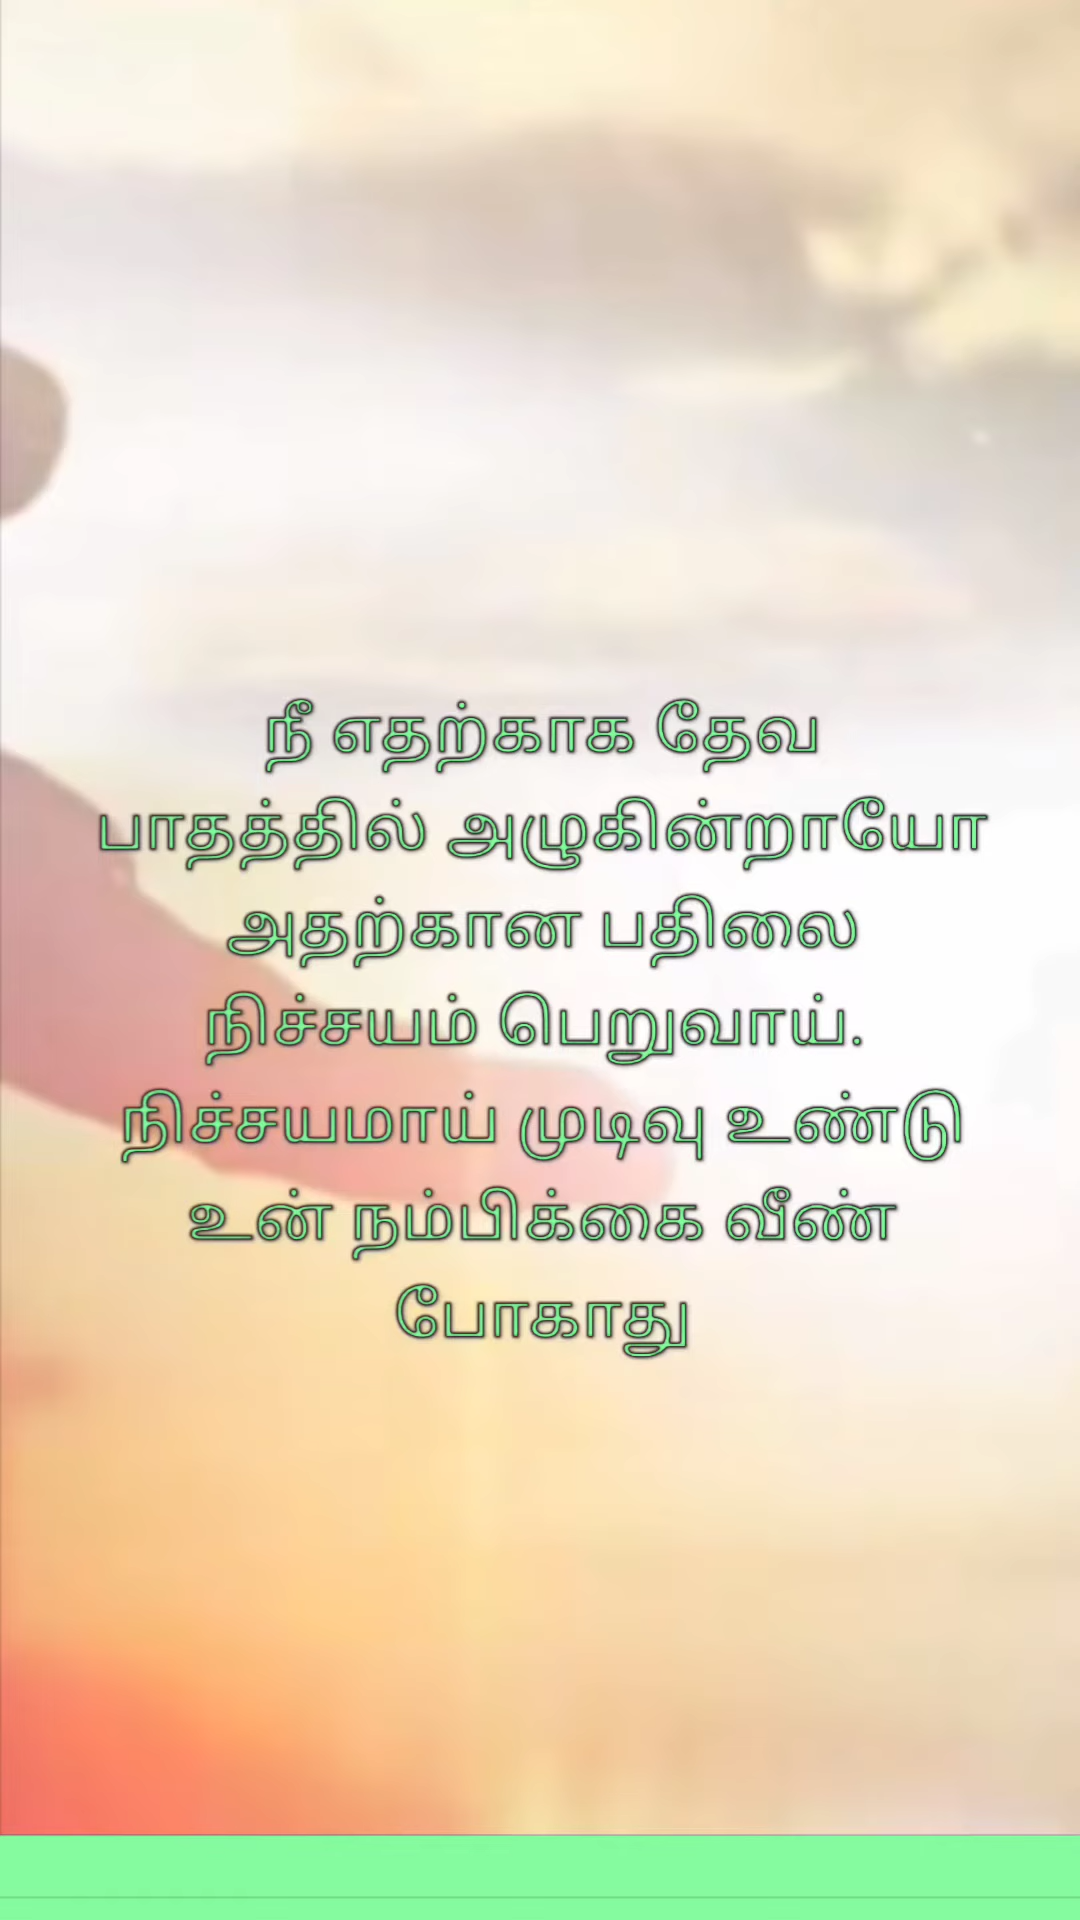 நீ எதற்காக தேவ
பாதத்தில் அழுகின்றாயோ
அதற்கான பதிலை
நிச்சயம் பெறுவாய்.
நிச்சயமாய் முடிவு உண்டு
உன் நம்பிக்கை வீண்
போகாது